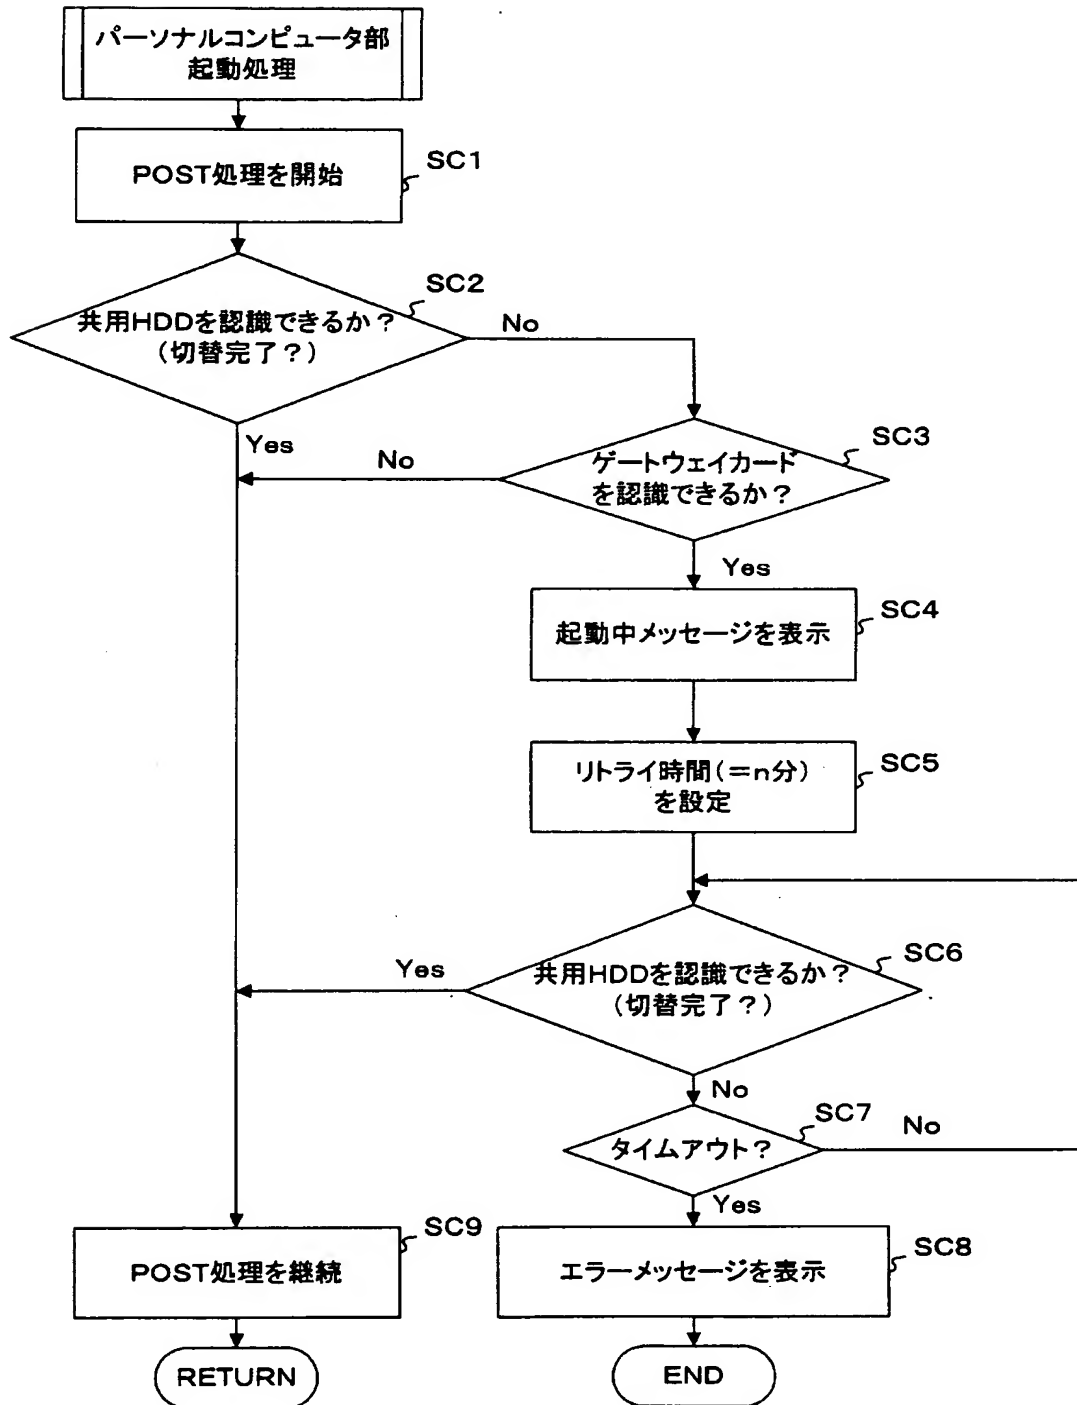 パーソナルコンピュータ部
起動処理
POST処理を開始
SC1
共用HDDを認識できるか？
(切替完了？)
SC2
No
Yes
ゲートウェイカード
を認識できるか？
SC3
No
Yes
起動中メッセージを表示
SC4
リトライ時間(＝n分)
を設定
SC5
共用HDDを認識できるか？
(切替完了？)
SC6
Yes
No
タイムアウト？
SC7
No
Yes
エラーメッセージを表示
SC8
END
POST処理を継続
SC9
RETURN